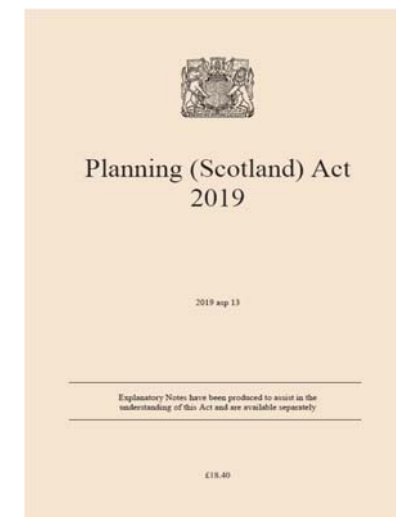 Planning (Scotland) Act
2019
2019 asp 13
Explanatory Notes have been produced to assist in the
understanding of this Act and are available separately
£18.40